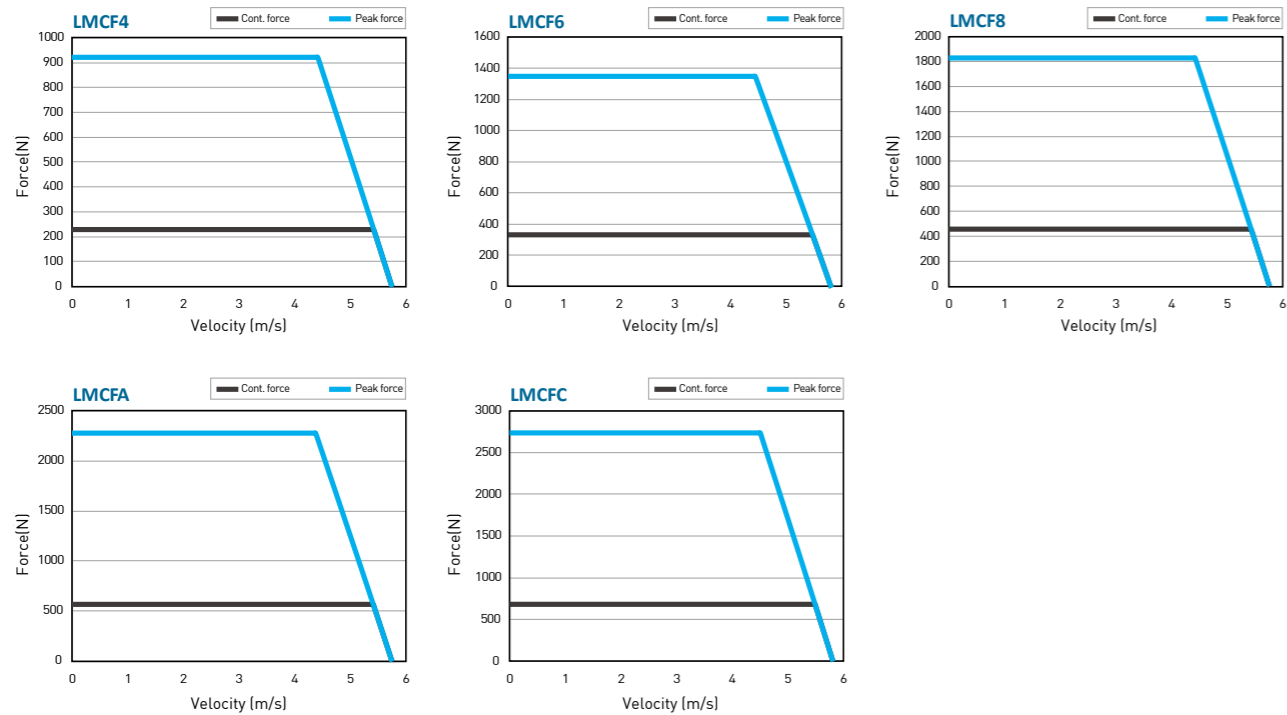 LMCF4
Cont. force Peak force
1000
900
800
700
600
500
400
300
200
100
0
Force(N)
0 1 2 3 4 5 6
Velocity (m/s)
LMCF6
Cont. force Peak force
1600
1400
1200
1000
800
600
400
200
0
Force(N)
0 1 2 3 4 5 6
Velocity (m/s)
LMCF8
Cont. force Peak force
2000
1800
1600
1400
1200
1000
800
600
400
200
0
Force(N)
0 1 2 3 4 5 6
Velocity (m/s)
LMCFA
Cont. force Peak force
2500
2000
1500
1000
500
0
Force(N)
0 1 2 3 4 5 6
Velocity (m/s)
LMCFC
Cont. force Peak force
3000
2500
2000
1500
1000
500
0
Force(N)
0 1 2 3 4 5 6
Velocity (m/s)